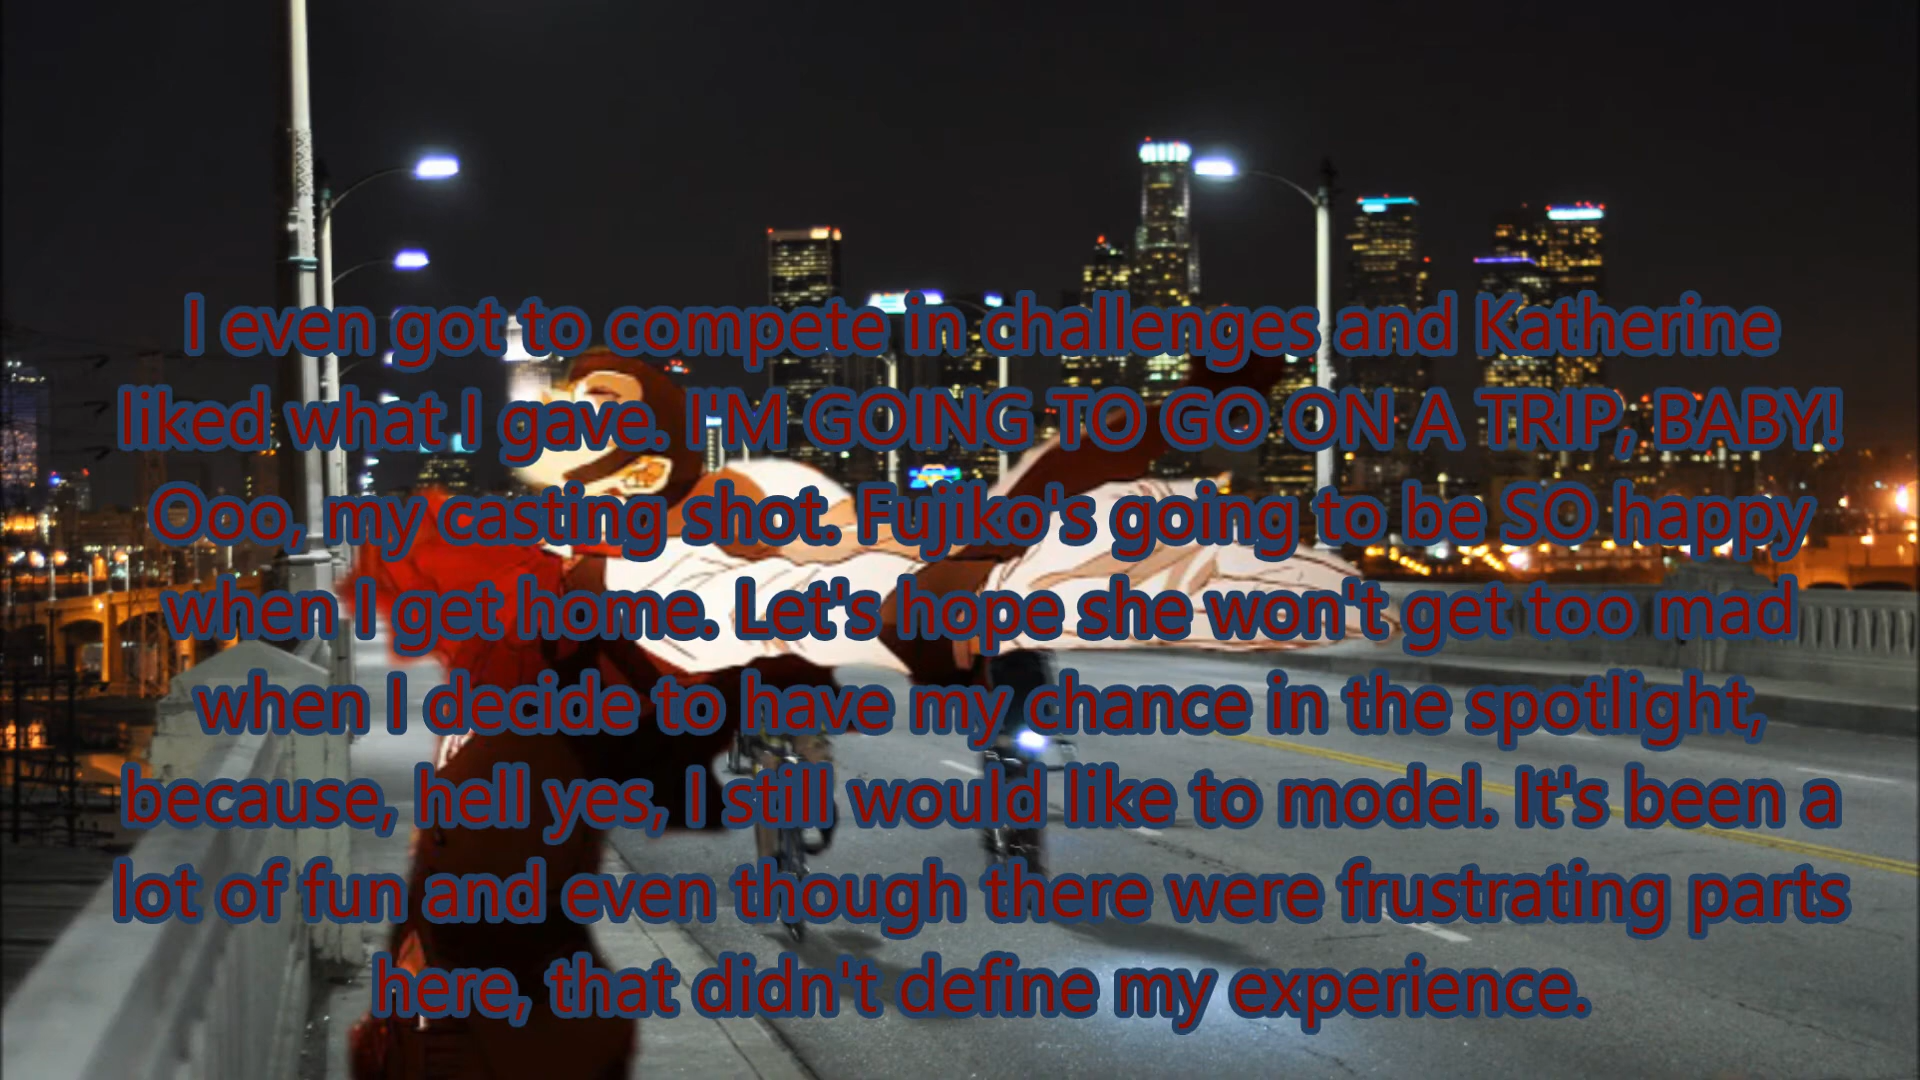 I even got to compete in challenges and Katherine
liked what I gave. I'M GOING TO GO ON A TRIP, BABY!
Ooo, my casting shot. Fujiko's going to be SO happy
when I get home. Let's hope she won't get too mad
when I decide to have my chance in the spotlight,
because, hell yes, I still would like to model. It's been a
lot of fun and even though there were frustrating parts
here, that didn't define my experience.